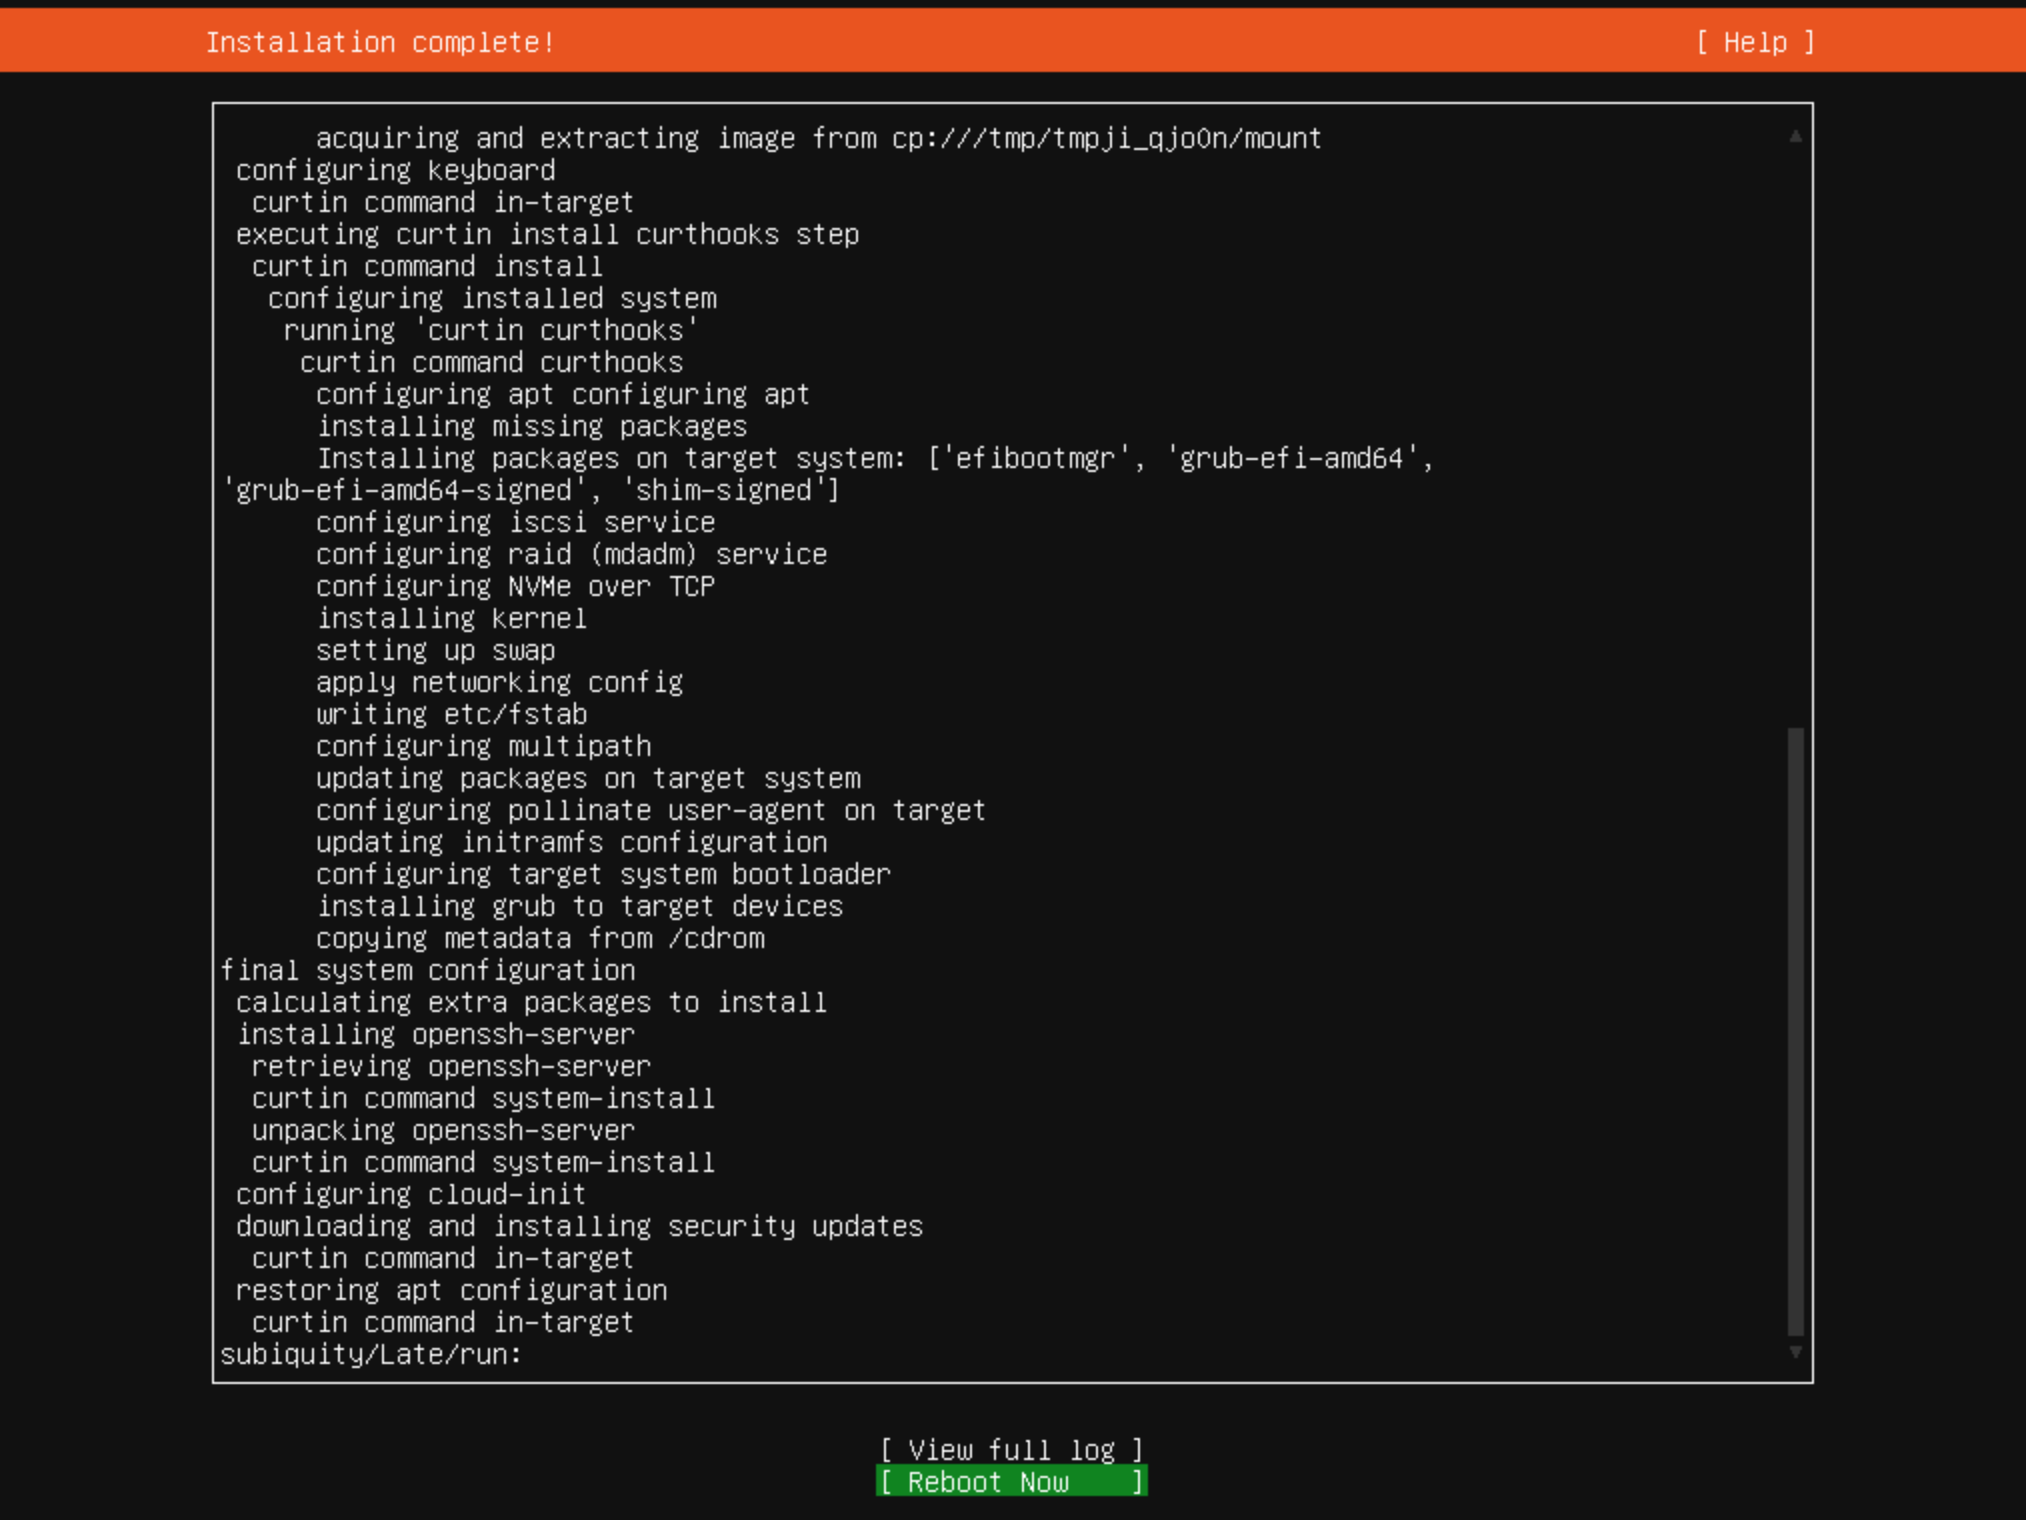 Installation complete! [ Help ]
acquiring and extracting image from cp:///tmp/tmpji_qjo0n/mount
configuring keyboard
curtin command in-target
executing curtin install curthooks step
curtin command install
configuring installed system
running 'curtin curthooks'
curtin command curthooks
configuring apt configuring apt
installing missing packages
Installing packages on target system: ['efibootmgr', 'grub-efi-amd64',
'grub-efi-amd64-signed', 'shim-signed']
configuring iscsi service
configuring raid (mdadm) service
configuring NVMe over TCP
installing kernel
setting up swap
apply networking config
writing etc/fstab
configuring multipath
updating packages on target system
configuring pollinate user-agent on target
updating initramfs configuration
configuring target system bootloader
installing grub to target devices
copying metadata from /cdrom
final system configuration
calculating extra packages to install
installing openssh-server
retrieving openssh-server
curtin command system-install
unpacking openssh-server
curtin command system-install
configuring cloud-init
downloading and installing security updates
curtin command in-target
restoring apt configuration
curtin command in-target
subiquity/Late/run:
[ View full log ]
[ Reboot Now ]